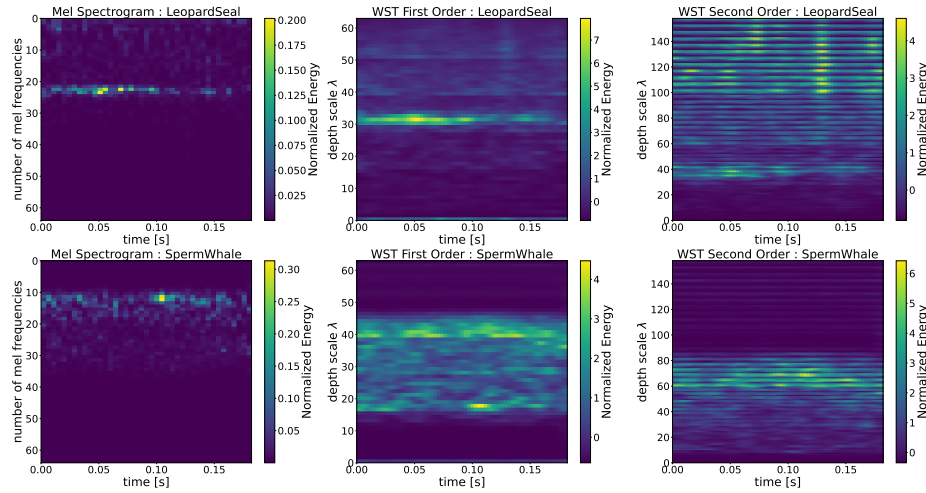 Mel Spectrogram : LeopardSeal
number of mel frequencies
0
10
20
30
40
50
60
0.00 0.05 0.10 0.15
time [s]
0.200
0.175
0.150
0.125
0.100
0.075
0.050
0.025
Normalized Energy
WST First Order : LeopardSeal
depth scale λ
60
50
40
30
20
10
0
0.00 0.05 0.10 0.15
time [s]
7
6
5
4
3
2
1
0
Normalized Energy
WST Second Order : LeopardSeal
depth scale λ
140
120
100
80
60
40
20
0
0.00 0.05 0.10 0.15
time [s]
4
3
2
1
0
Normalized Energy
Mel Spectrogram : SpermWhale
number of mel frequencies
0
10
20
30
40
50
60
0.00 0.05 0.10 0.15
time [s]
0.30
0.25
0.20
0.15
0.10
0.05
Normalized Energy
WST First Order : SpermWhale
depth scale λ
60
50
40
30
20
10
0
0.00 0.05 0.10 0.15
time [s]
4
3
2
1
0
Normalized Energy
WST Second Order : SpermWhale
depth scale λ
140
120
100
80
60
40
20
0
0.00 0.05 0.10 0.15
time [s]
6
5
4
3
2
1
0
Normalized Energy